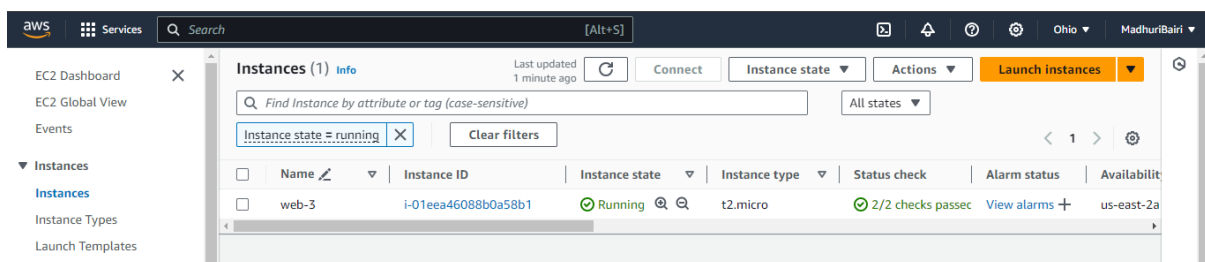 aws Services Search [Alt+S] Ohio MadhuriBairi
EC2 Dashboard
EC2 Global View
Events
Instances
Instances
Instance Types
Launch Templates
Instances (1) Info
Last updated
1 minute ago
Connect Instance state Actions Launch instances
Find Instance by attribute or tag (case-sensitive) All states
Instance state = running Clear filters 1
Name Instance ID Instance state Instance type Status check Alarm status Availabilit
web-3 i-01eea46088b0a58b1 Running t2.micro 2/2 checks passec View alarms us-east-2a